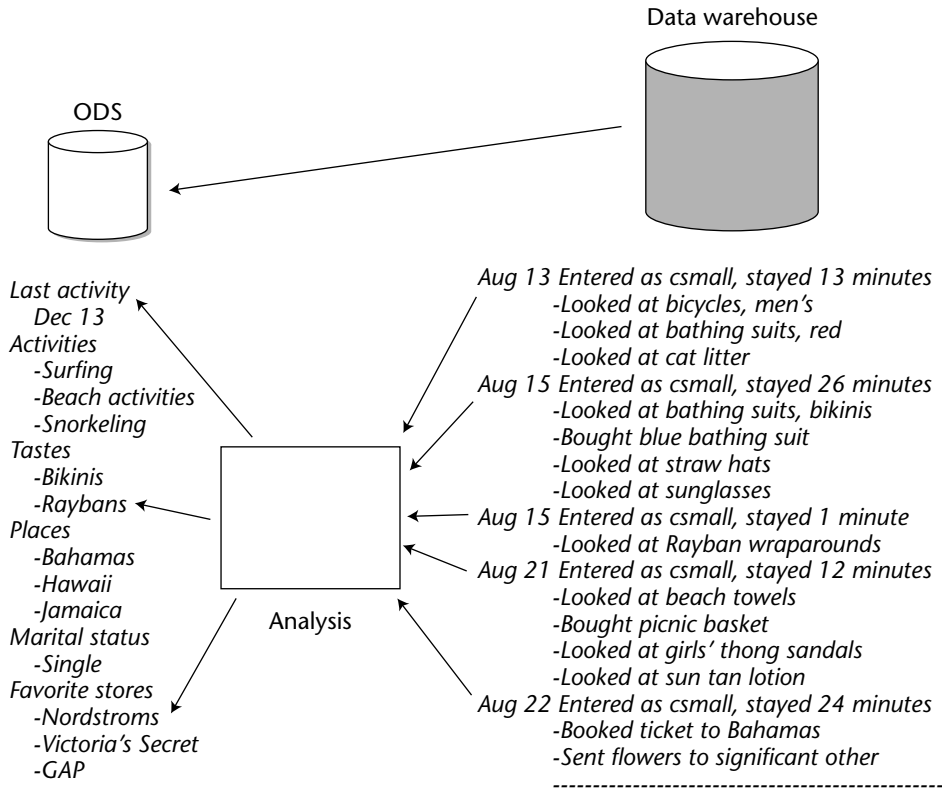 Data warehouse
ODS
Last activity
Dec 13
Activities
-Surfing
-Beach activities
-Snorkeling
Tastes
-Bikinis
-Raybans
Places
-Bahamas
-Hawaii
-Jamaica
Marital status
-Single
Favorite stores
-Nordstroms
-Victoria's Secret
-GAP
Analysis
Aug 13 Entered as csmall, stayed 13 minutes
-Looked at bicycles, men's
-Looked at bathing suits, red
-Looked at cat litter
Aug 15 Entered as csmall, stayed 26 minutes
-Looked at bathing suits, bikinis
-Bought blue bathing suit
-Looked at straw hats
-Looked at sunglasses
Aug 15 Entered as csmall, stayed 1 minute
-Looked at Rayban wraparounds
Aug 21 Entered as csmall, stayed 12 minutes
-Looked at beach towels
-Bought picnic basket
-Looked at girls' thong sandals
-Looked at sun tan lotion
Aug 22 Entered as csmall, stayed 24 minutes
-Booked ticket to Bahamas
-Sent flowers to significant other